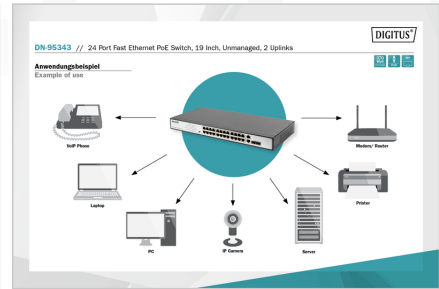 DIGITUS®
DN-95343 // 24 Port Fast Ethernet PoE Switch, 19 Inch, Unmanaged, 2 Uplinks
Anwendungsbeispiel
Example of use
VoIP Phone
Modem/ Router
Laptop
Printer
PC
IP Camera
Server